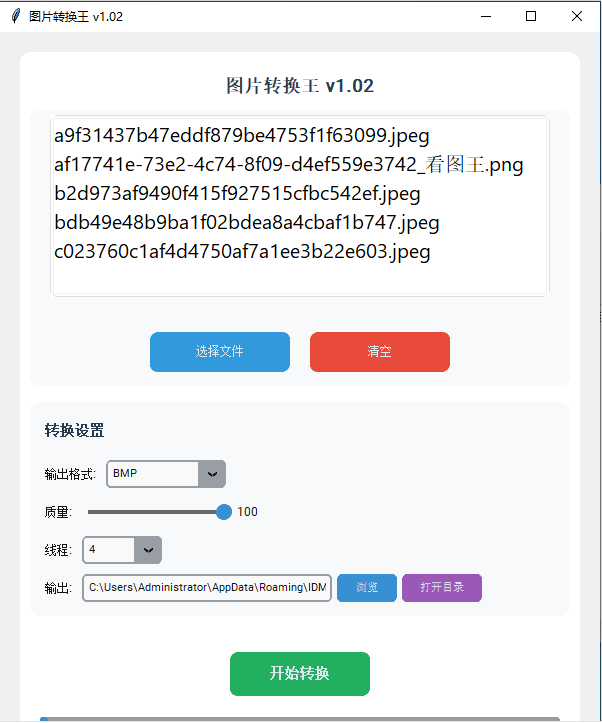 图片转换王 v1.02
图片转换王 v1.02
a9f31437b47eddf879be4753f1f63099.jpeg
af17741e-73e2-4c74-8f09-d4ef559e3742_看图王.png
b2d973af9490f415f927515cfbc542ef.jpeg
bdb49e48b9ba1f02bdea8a4cbaf1b747.jpeg
c023760c1af4d4750af7a1ee3b22e603.jpeg
选择文件 清空
转换设置
输出格式: BMP
质量: 100
线程: 4
输出: C:\Users\Administrator\AppData\Roaming\IDM 浏览 打开目录
开始转换